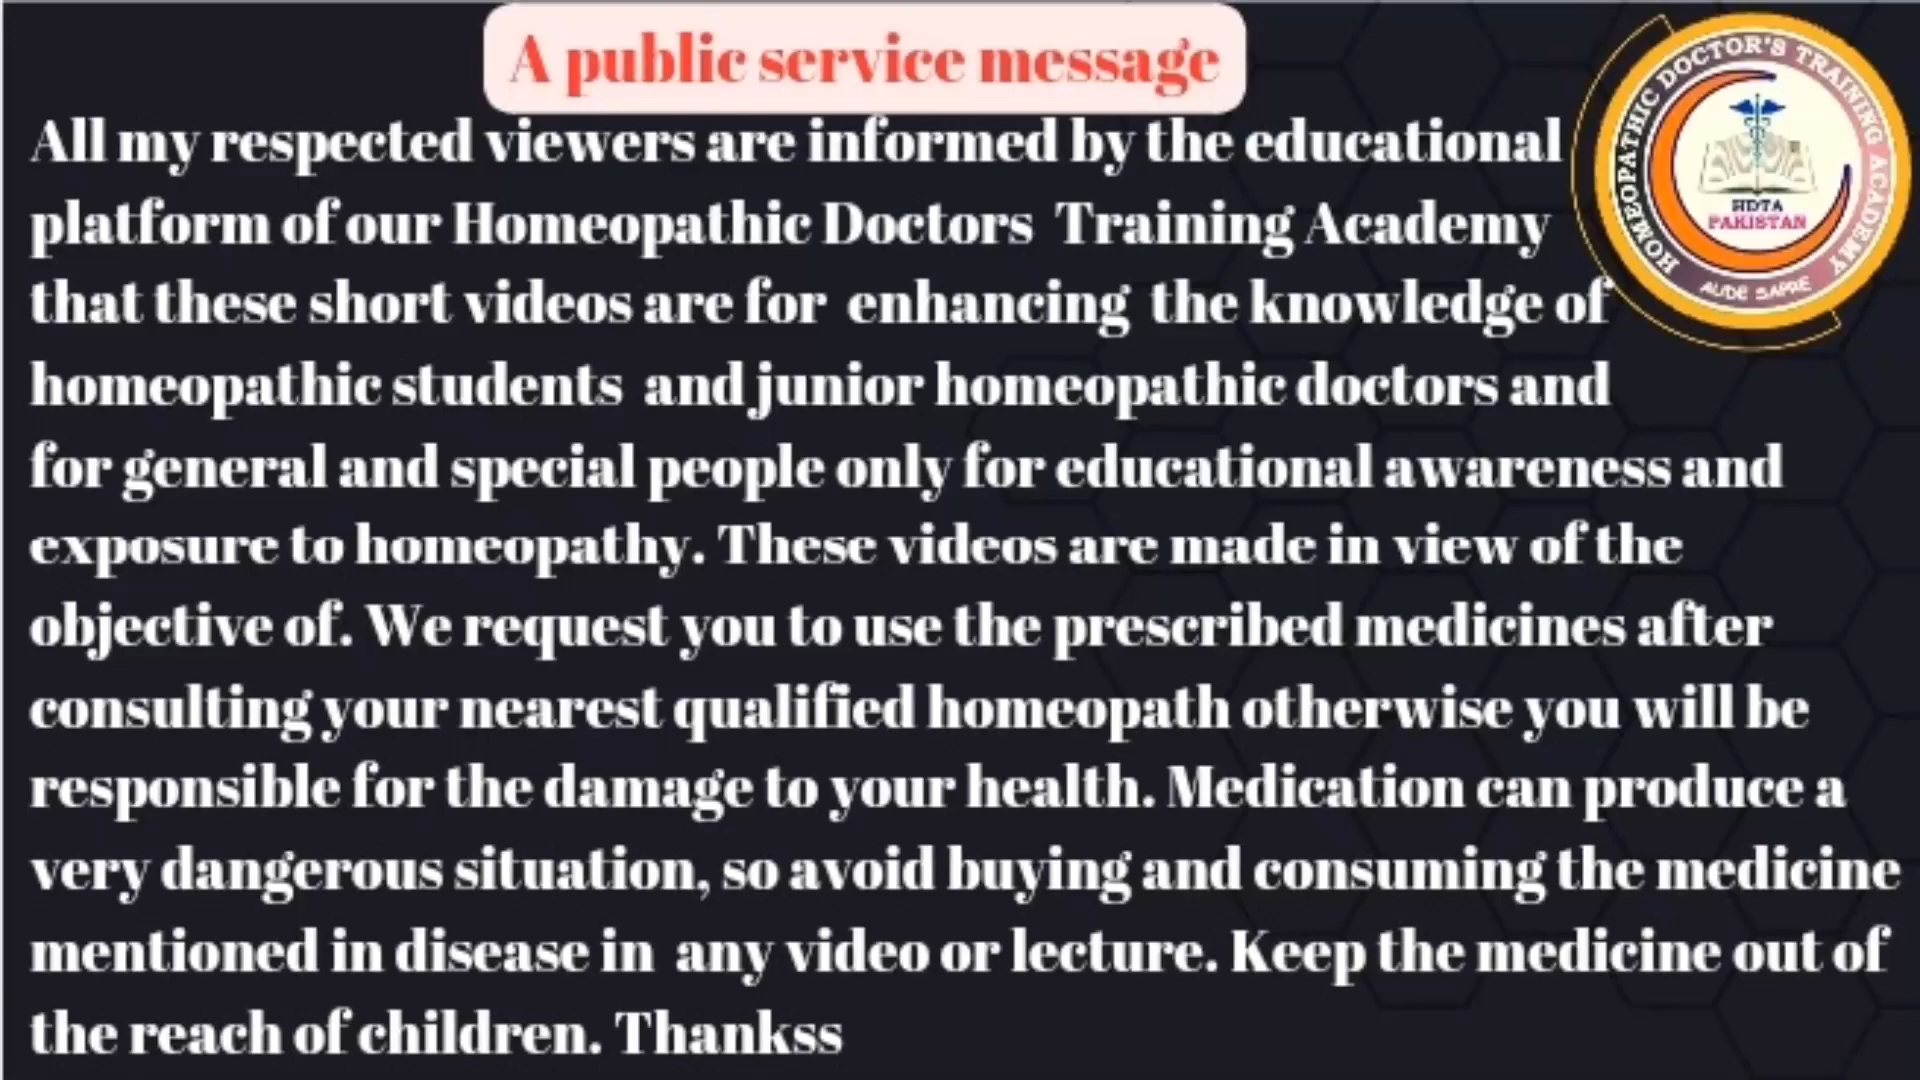 A public service message
All my respected viewers are informed by the educational
platform of our Homeopathic Doctors Training Academy
that these short videos are for enhancing the knowledge of
homeopathic students and junior homeopathic doctors and
for general and special people only for educational awareness and
exposure to homeopathy. These videos are made in view of the
objective of. We request you to use the prescribed medicines after
consulting your nearest qualified homeopath otherwise you will be
responsible for the damage to your health. Medication can produce a
very dangerous situation, so avoid buying and consuming the medicine
mentioned in disease in any video or lecture. Keep the medicine out of
the reach of children. Thankss
HOMEOPATHIC DOCTOR'S TRAINING ACADEMY
HDTA
PAKISTAN
AUDE SAPRE